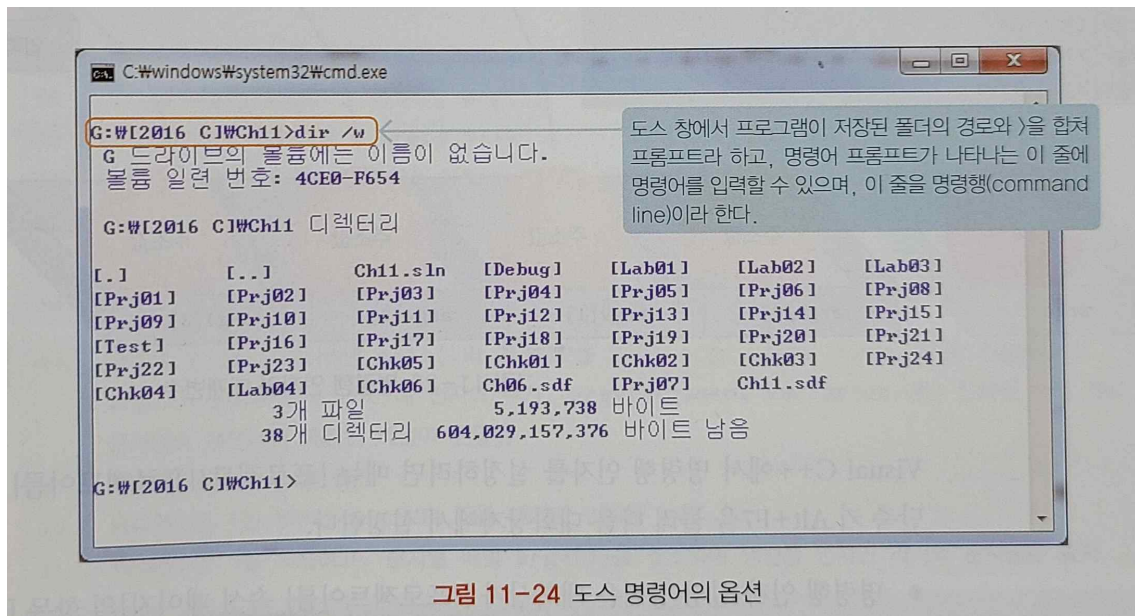 C:₩windows₩system32₩cmd.exe
G:₩[2016 C]₩Ch11>dir /w
G 드라이브의 볼륨에는 이름이 없습니다.
볼륨 일련 번호: 4CE0-F654
도스 창에서 프로그램이 저장된 폴더의 경로와 >을 합쳐
프롬프트라 하고, 명령어 프롬프트가 나타나는 이 줄에
명령어를 입력할 수 있으며, 이 줄을 명령행(command
line)이라 한다.
G:₩[2016 C]₩Ch11 디렉터리
[.] [..] Ch11.sln [Debug] [Lab01] [Lab02] [Lab03]
[Prj01] [Prj02] [Prj03] [Prj04] [Prj05] [Prj06] [Prj08]
[Prj09] [Prj10] [Prj11] [Prj12] [Prj13] [Prj14] [Prj15]
[Test] [Prj16] [Prj17] [Prj18] [Prj19] [Prj20] [Prj21]
[Prj22] [Prj23] [Chk05] [Chk01] [Chk02] [Chk03] [Prj24]
[Chk04] [Lab04] [Chk06] Ch06.sdf [Prj07] Ch11.sdf
3개 파일 5,193,738 바이트
38개 디렉터리 604,029,157,376 바이트 남음
G:₩[2016 C]₩Ch11>
그림 11-24 도스 명령어의 옵션